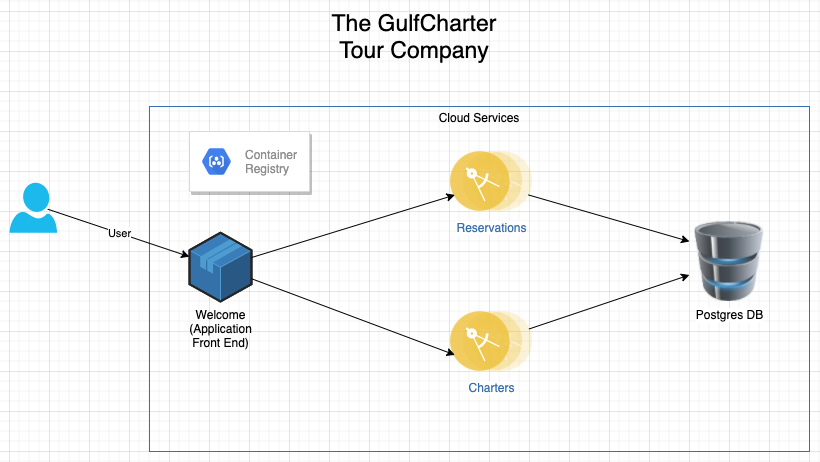 The GulfCharter
Tour Company
Cloud Services
Container
Registry
User
Reservations
Welcome
(Application
Front End)
Postgres DB
Charters